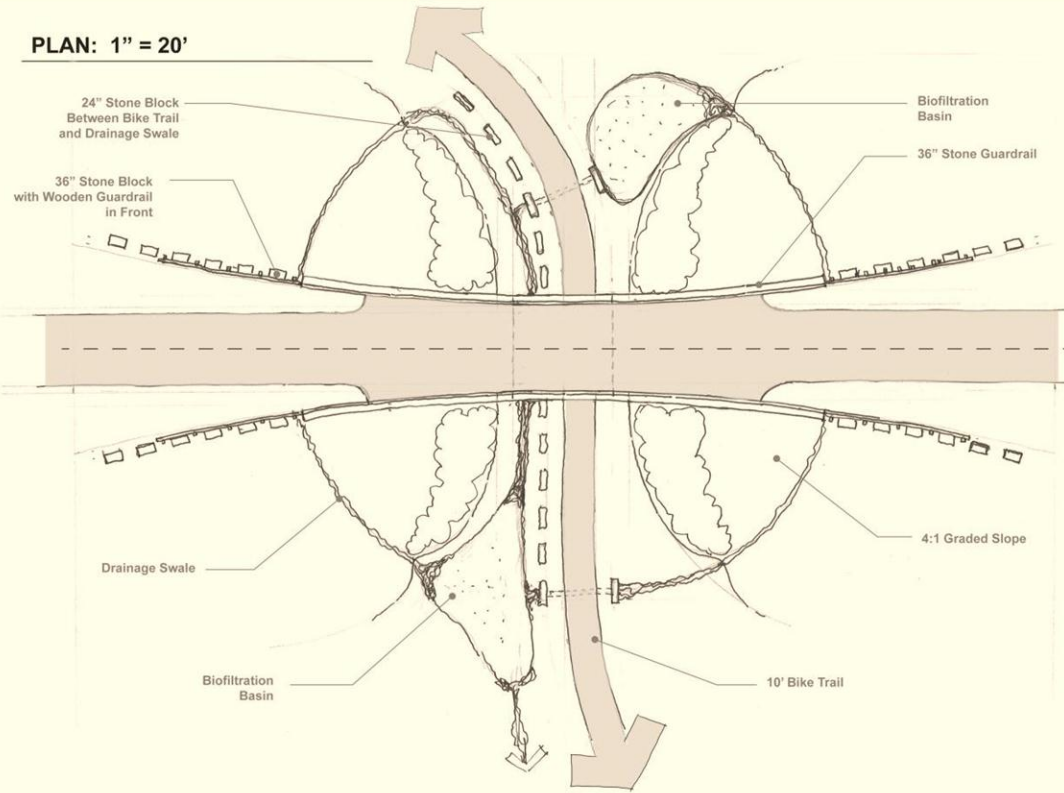 PLAN: 1” = 20’
24” Stone Block
Between Bike Trail
and Drainage Swale
36” Stone Block
with Wooden Guardrail
in Front
Biofiltration
Basin
36” Stone Guardrail
Drainage Swale
4:1 Graded Slope
Biofiltration
Basin
10’ Bike Trail